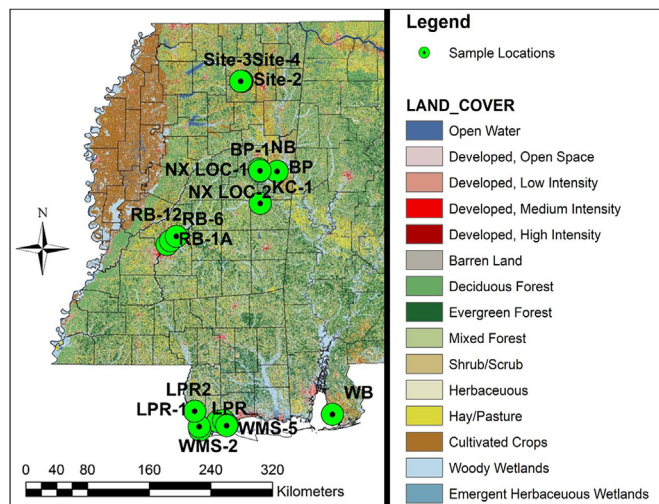 Site-3Site-4
Site-2
BP-1 NB
NX LOC-1 BP
NX LOC-2 KC-1
RB-12 RB-6
RB-1A
N
LPR2
LPR-1 LPR
WB
WMS-5
WMS-2
0 40 80 160 240 320
Kilometers
Legend
Sample Locations
LAND_COVER
Open Water
Developed, Open Space
Developed, Low Intensity
Developed, Medium Intensity
Developed, High Intensity
Barren Land
Deciduous Forest
Evergreen Forest
Mixed Forest
Shrub/Scrub
Herbaceuous
Hay/Pasture
Cultivated Crops
Woody Wetlands
Emergent Herbaceuous Wetlands